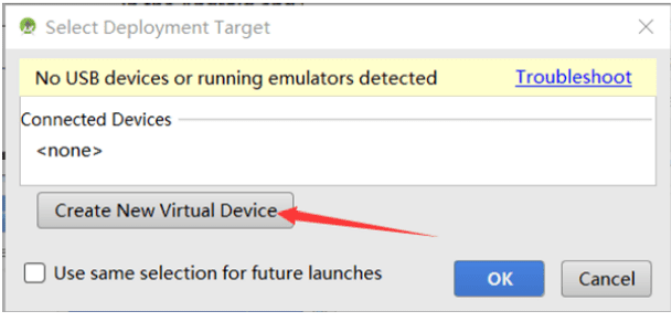 Select Deployment Target
No USB devices or running emulators detected Troubleshoot
Connected Devices
<none>
Create New Virtual Device
Use same selection for future launches
OK Cancel